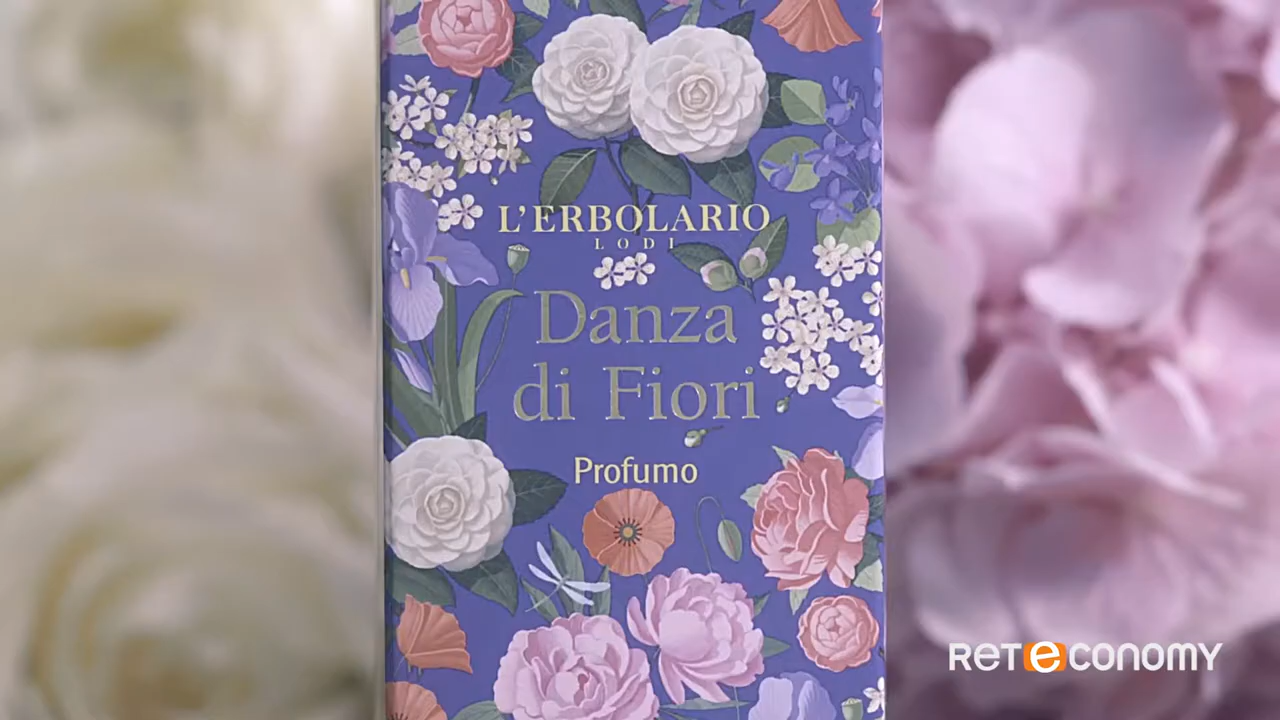 L'ERBOLARIO
LODI
Danza
di Fiori
Profumo
RETECONOMY